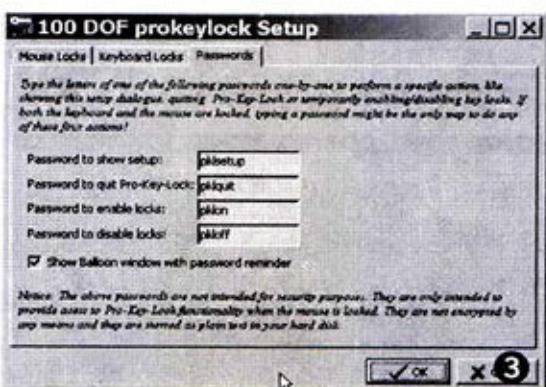 100 DOF prokeylock Setup
Mouse Locks Keyboard Locks Passwords
Type the letters of one of the following passwords one-by-one to perform a specific action, like
showing this setup dialogue, quitting Pro-Key-Lock or temporarily enabling/disabling key locks. If
both the keyboard and the mouse are locked, typing a password might be the only way to do any
of these four actions!
Password to show setup: pklsetup
Password to quit Pro-Key-Lock: pklquit
Password to enable locks: pklon
Password to disable locks: pkloff
Show Balloon window with password reminder
Notice: The above passwords are not intended for security purposes. They are only intended to
provide access to Pro-Key-Lock functionality when the mouse is locked. They are not encrypted by
any means and they are storred as plain text in your hard disk.
OK
3